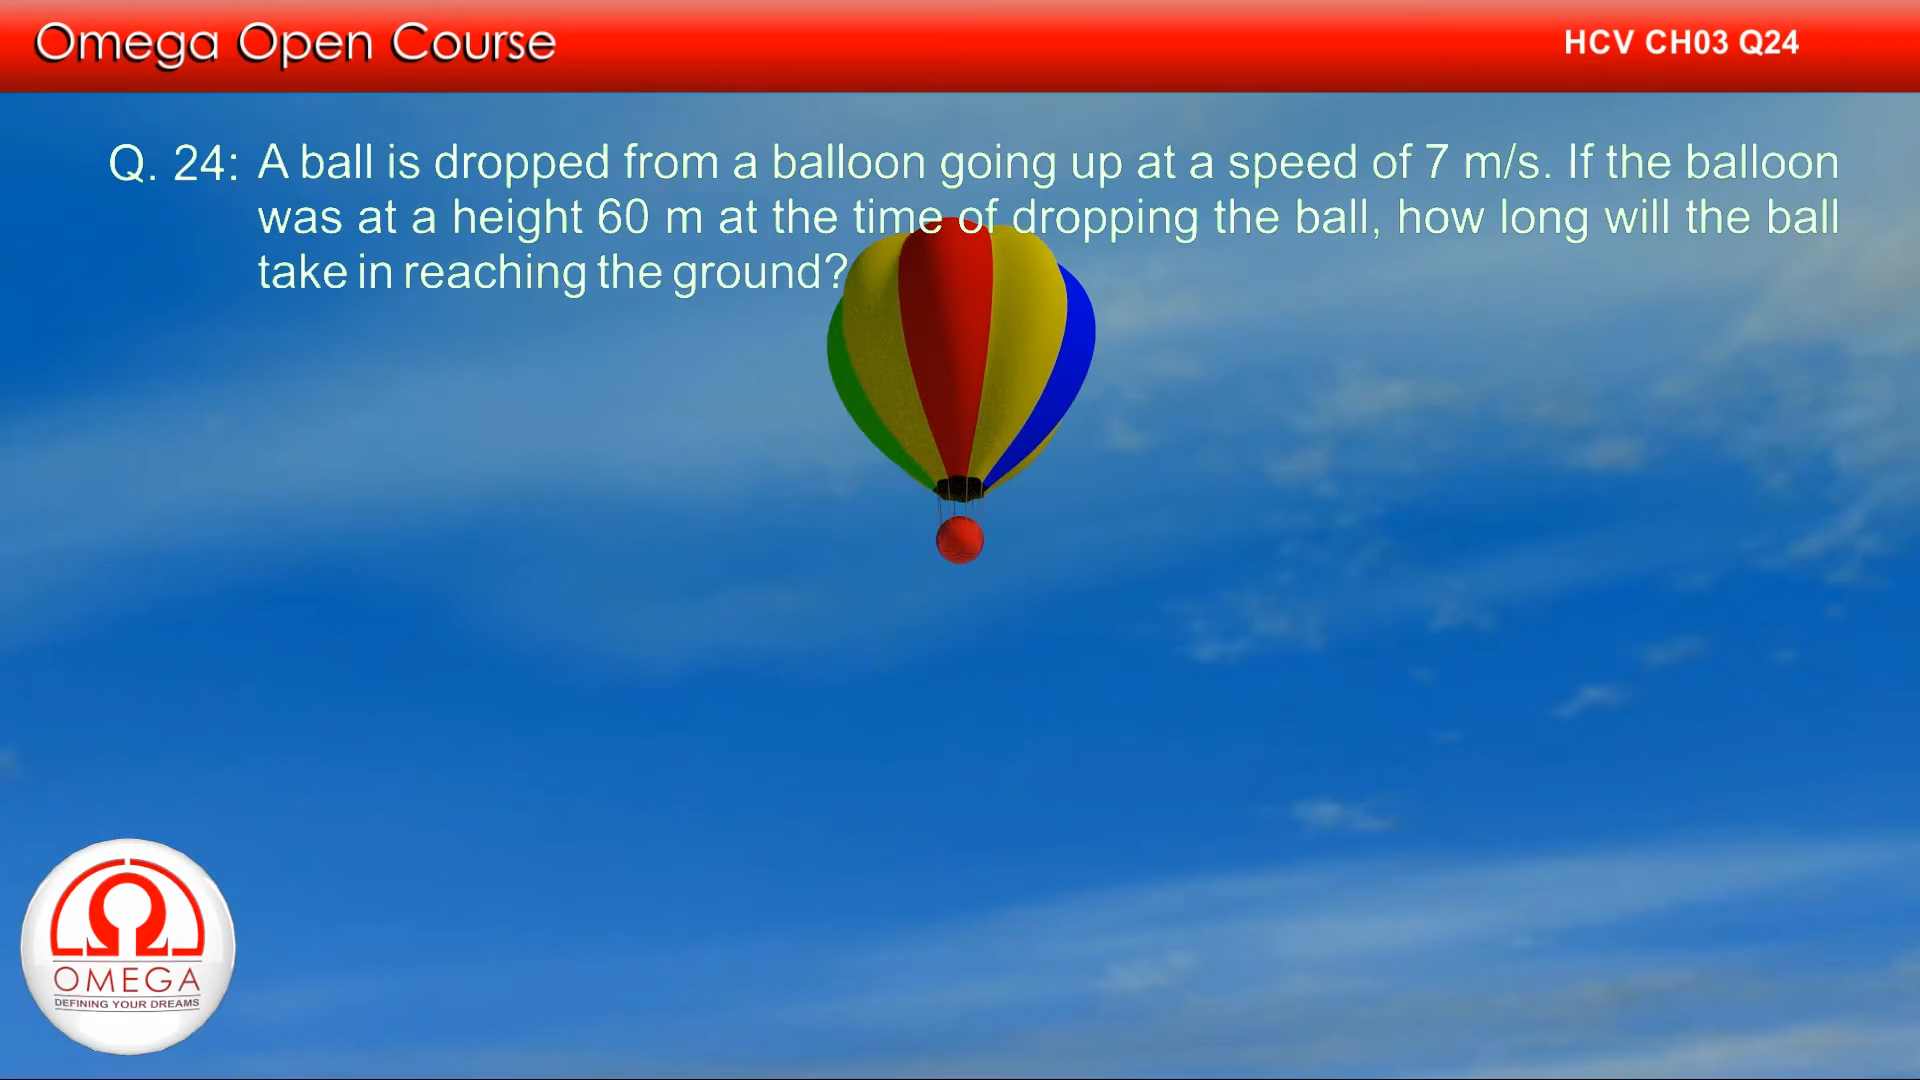 Omega Open Course
HCV CH03 Q24
Q. 24: A ball is dropped from a balloon going up at a speed of 7 m/s. If the balloon
was at a height 60 m at the time of dropping the ball, how long will the ball
take in reaching the ground?
OMEGA
DEFINING YOUR DREAMS